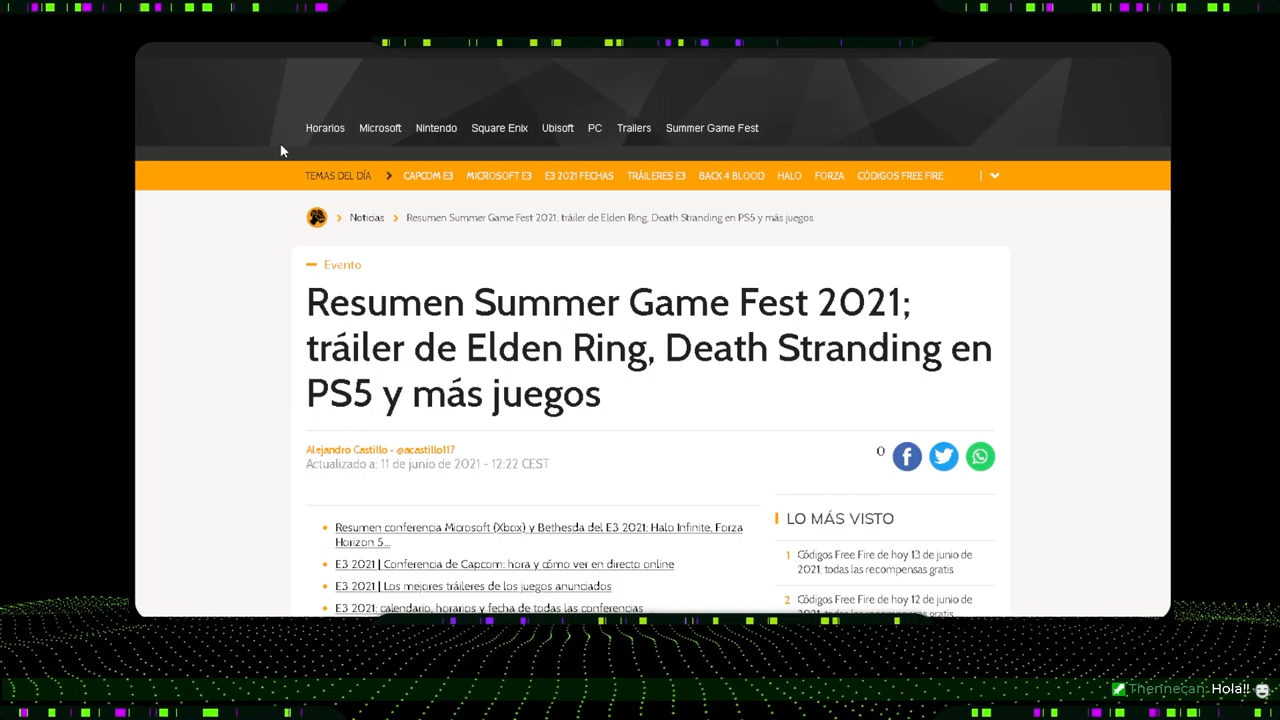 Horarios Microsoft Nintendo Square Enix Ubisoft PC Trailers Summer Game Fest
TEMAS DEL DÍA CAPCOM E3 MICROSOFT E3 E3 2021 FECHAS TRÁILERES E3 BACK 4 BLOOD HALO FORZA CÓDIGOS FREE FIRE
Noticias Resumen Summer Game Fest 2021; tráiler de Elden Ring, Death Stranding en PS5 y más juegos
Evento
Resumen Summer Game Fest 2021;
tráiler de Elden Ring, Death Stranding en
PS5 y más juegos
Alejandro Castillo - @acastillo117
Actualizado a: 11 de junio de 2021 - 12:22 CEST
0
Resumen conferencia Microsoft (Xbox) y Bethesda del E3 2021; Halo Infinite, Forza
Horizon 5...
E3 2021 | Conferencia de Capcom: hora y cómo ver en directo online
E3 2021 | Los mejores tráileres de los juegos anunciados
E3 2021: calendario, horarios y fecha de todas las conferencias
LO MÁS VISTO
1 Códigos Free Fire de hoy 13 de junio de
2021; todas las recompensas gratis
2 Códigos Free Fire de hoy 12 de junio de
2021; todas las recompensas gratis
Thennecan: Hola!!